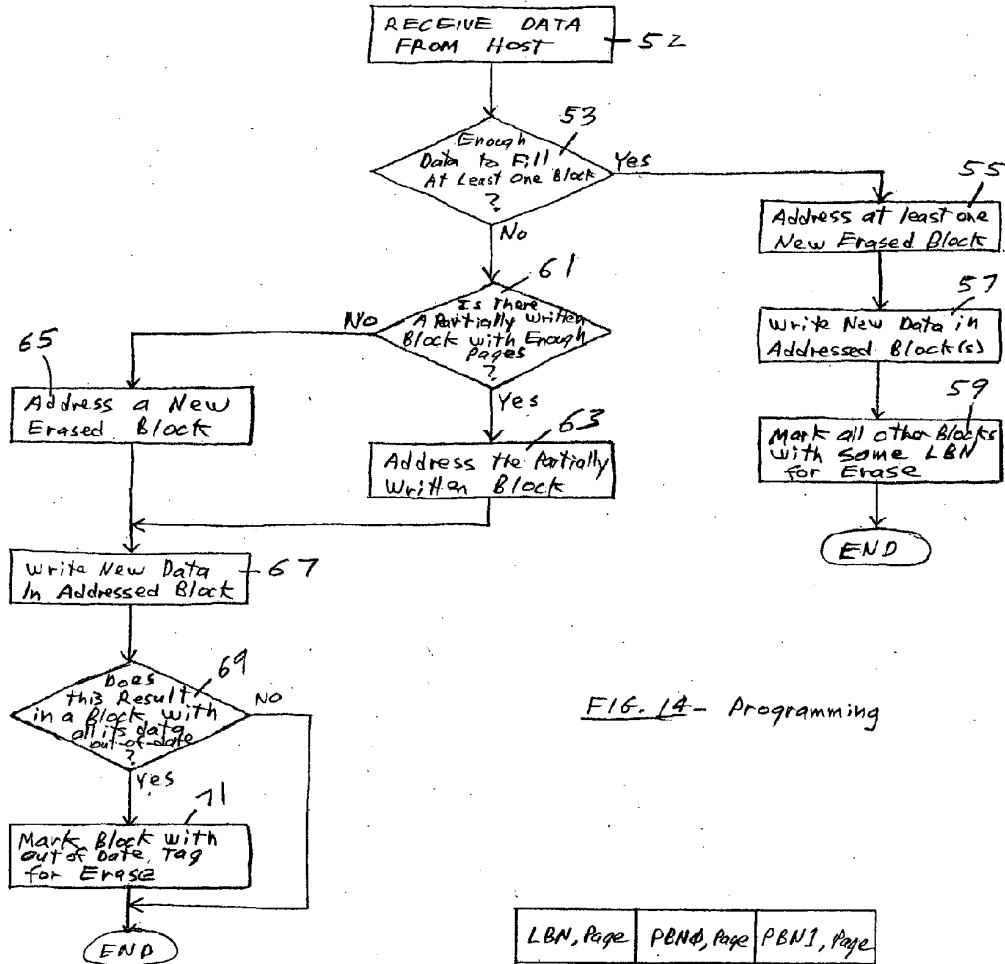 RECEIVE DATA
FROM HOST
52
53
Enough
Data to Fill
At Least One Block
?
Yes
No
55
Address at least one
New Erased Block
57
Write New Data in
Addressed Block(s)
59
Mark all other Blocks
with same LBN
for Erase
END
61
Is There
A Partially Written
Block with Enough
Pages
?
No
Yes
65
Address a New
Erased Block
63
Address the Partially
Written Block
Write New Data
In Addressed Block
67
69
Does
this Result
in a Block with
all its data
out-of-date
?
NO
Yes
71
Mark Block with
out of Date, Tag
for Erase
END
FIG. 14 - Programming
LBN, Page
PBNØ, Page
PBN1, Page